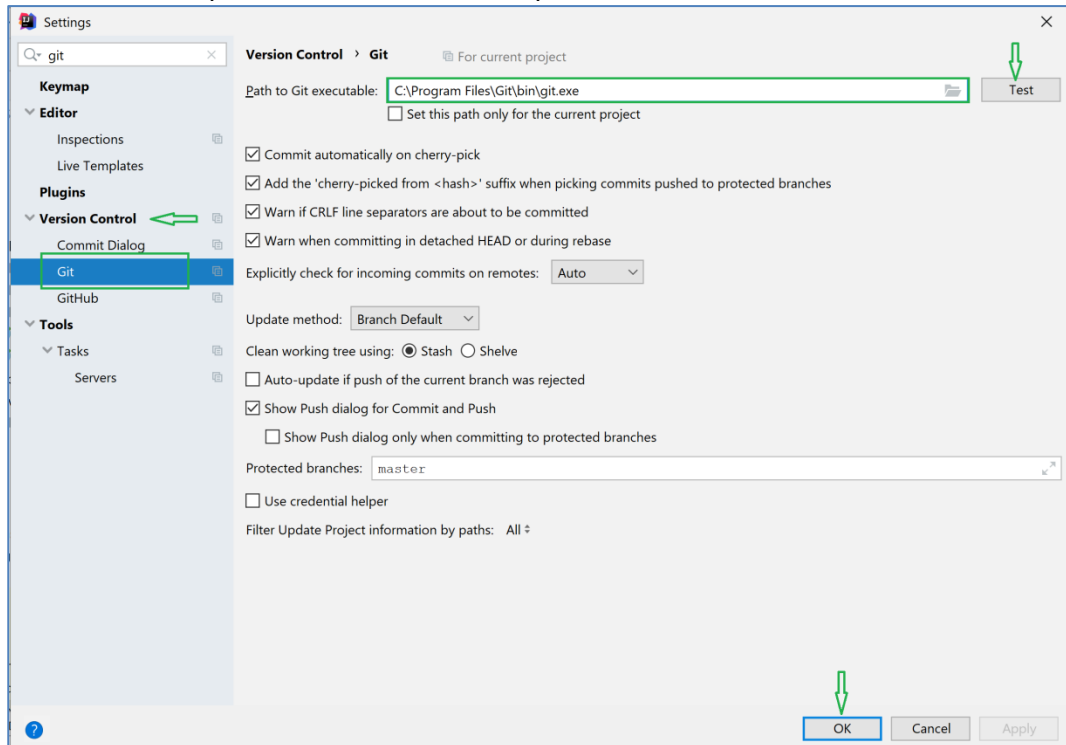 Settings
git
Keymap
Editor
Inspections
Live Templates
Plugins
Version Control
Commit Dialog
Git
GitHub
Tools
Tasks
Servers
Version Control › Git For current project
Path to Git executable: C:\Program Files\Git\bin\git.exe Test
Set this path only for the current project
Commit automatically on cherry-pick
Add the 'cherry-picked from <hash>' suffix when picking commits pushed to protected branches
Warn if CRLF line separators are about to be committed
Warn when committing in detached HEAD or during rebase
Explicitly check for incoming commits on remotes: Auto
Update method: Branch Default
Clean working tree using: Stash Shelve
Auto-update if push of the current branch was rejected
Show Push dialog for Commit and Push
Show Push dialog only when committing to protected branches
Protected branches: master
Use credential helper
Filter Update Project information by paths: All
? OK Cancel Apply